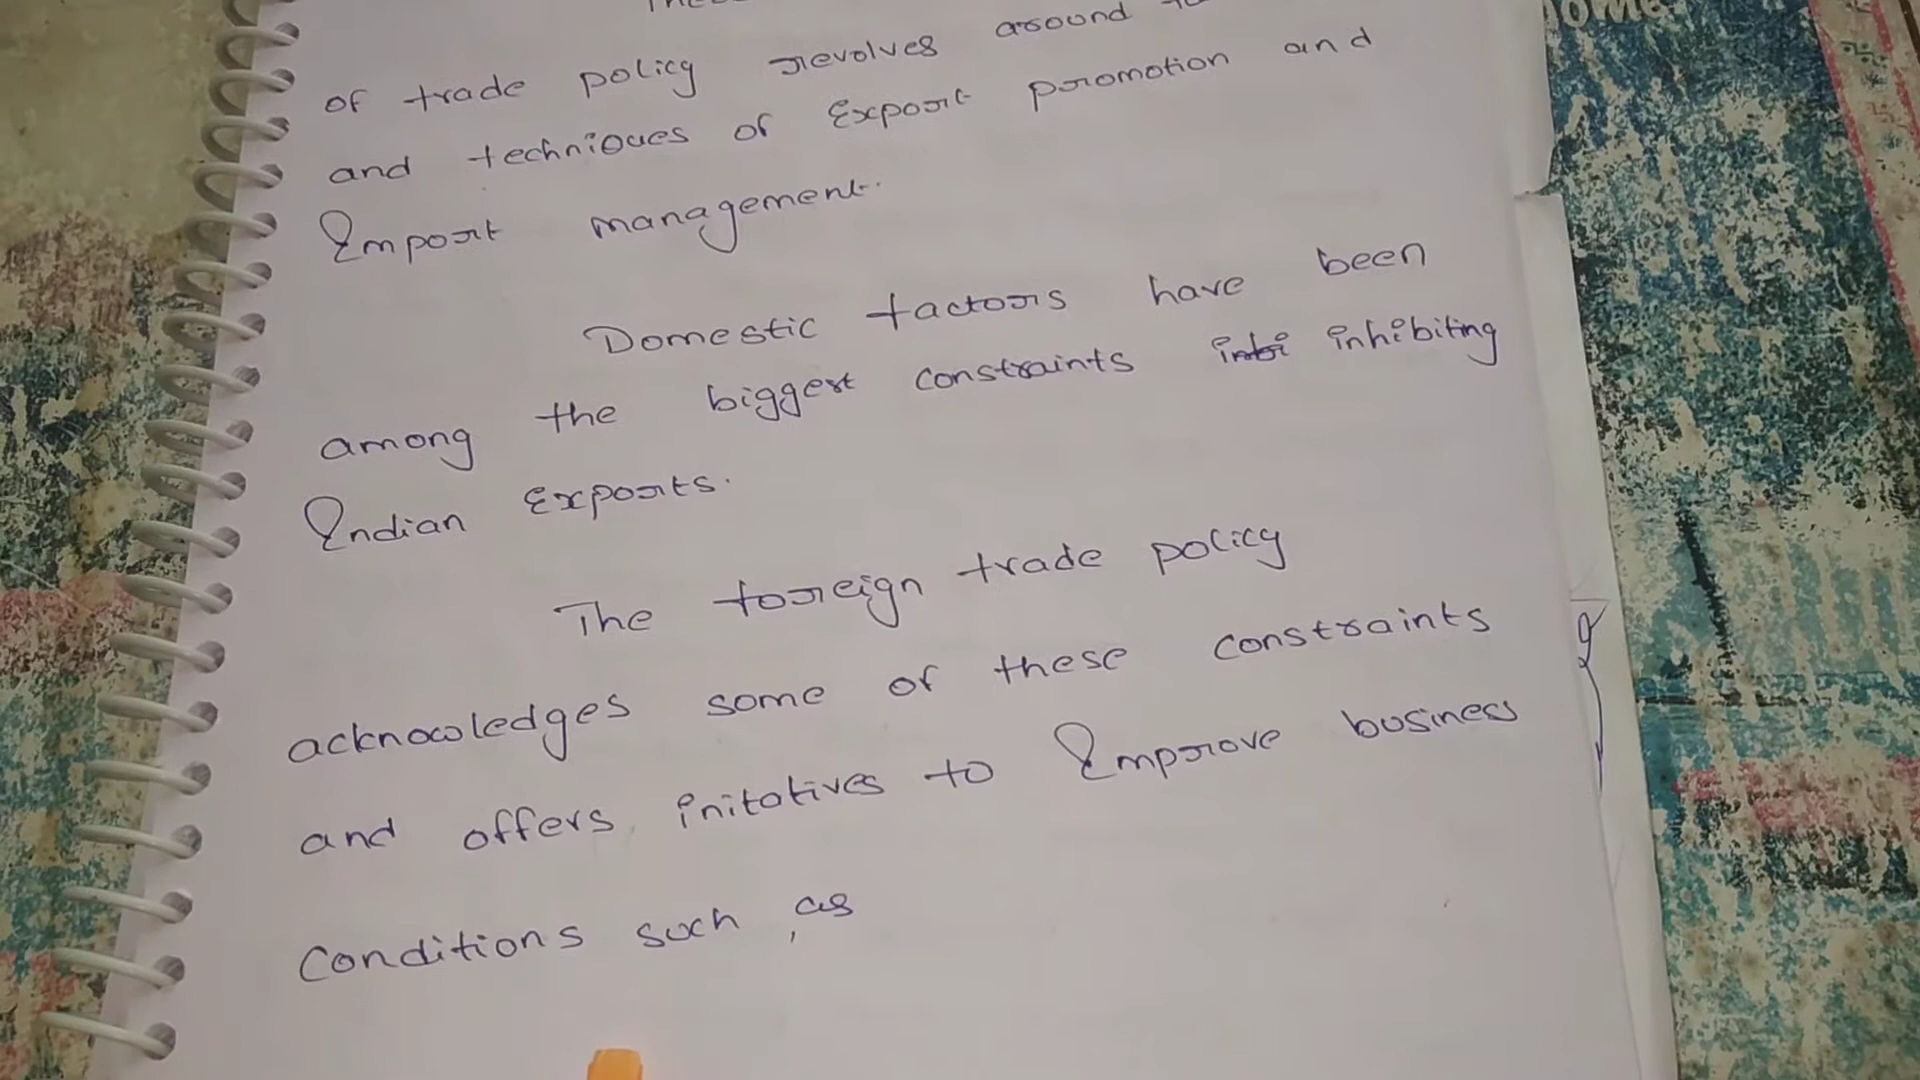 of trade policy revolves around
and techniques of Export promotion and
Import management.
Domestic factors have been
among the biggest constraints inhibiting
Indian Exports.
The foreign trade policy
acknowledges some of these constraints
and offers initatives to Improve business
Conditions such as